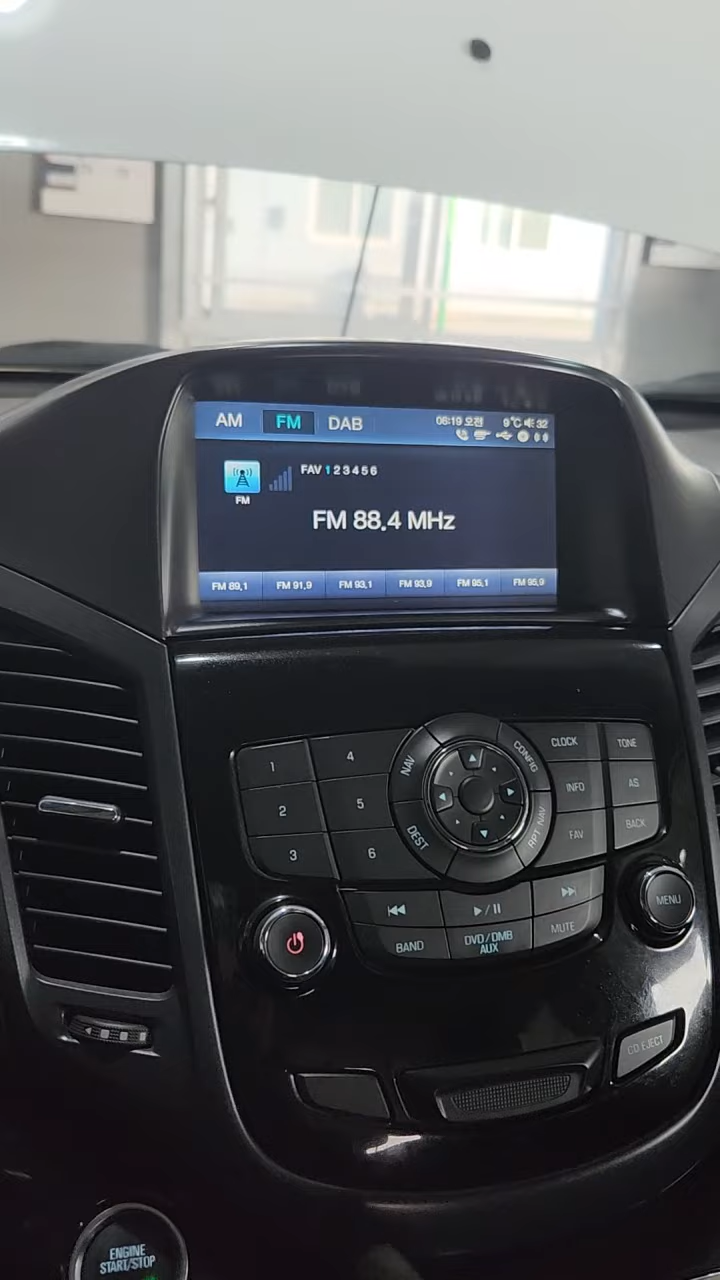 AM FM DAB 06:19 오전 9°C 32
FAV 1 2 3 4 5 6
FM
FM 88.4 MHz
FM 89.1 FM 91.9 FM 93.1 FM 93.9 FM 95.1 FM 95.9
1 4 NAV CONFIG CLOCK TONE
2 5 INFO AS
3 6 DEST RPT NAV FAV BACK
MENU
BAND DVD/DMB AUX MUTE
CD EJECT
ENGINE
START/STOP